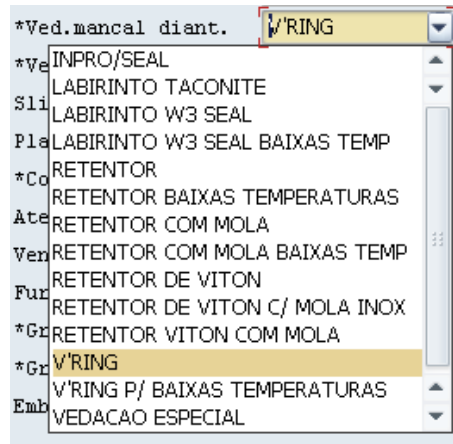 *Ved.mancal diant. V'RING
*Ve INPRO/SEAL
LABIRINTO TACONITE
Sli LABIRINTO W3 SEAL
Pla LABIRINTO W3 SEAL BAIXAS TEMP
*Co RETENTOR
RETENTOR BAIXAS TEMPERATURAS
Ate RETENTOR COM MOLA
Ven RETENTOR COM MOLA BAIXAS TEMP
RETENTOR DE VITON
Fur RETENTOR DE VITON C/ MOLA INOX
*Gr RETENTOR VITON COM MOLA
*Gr V'RING
V'RING P/ BAIXAS TEMPERATURAS
Emb VEDACAO ESPECIAL